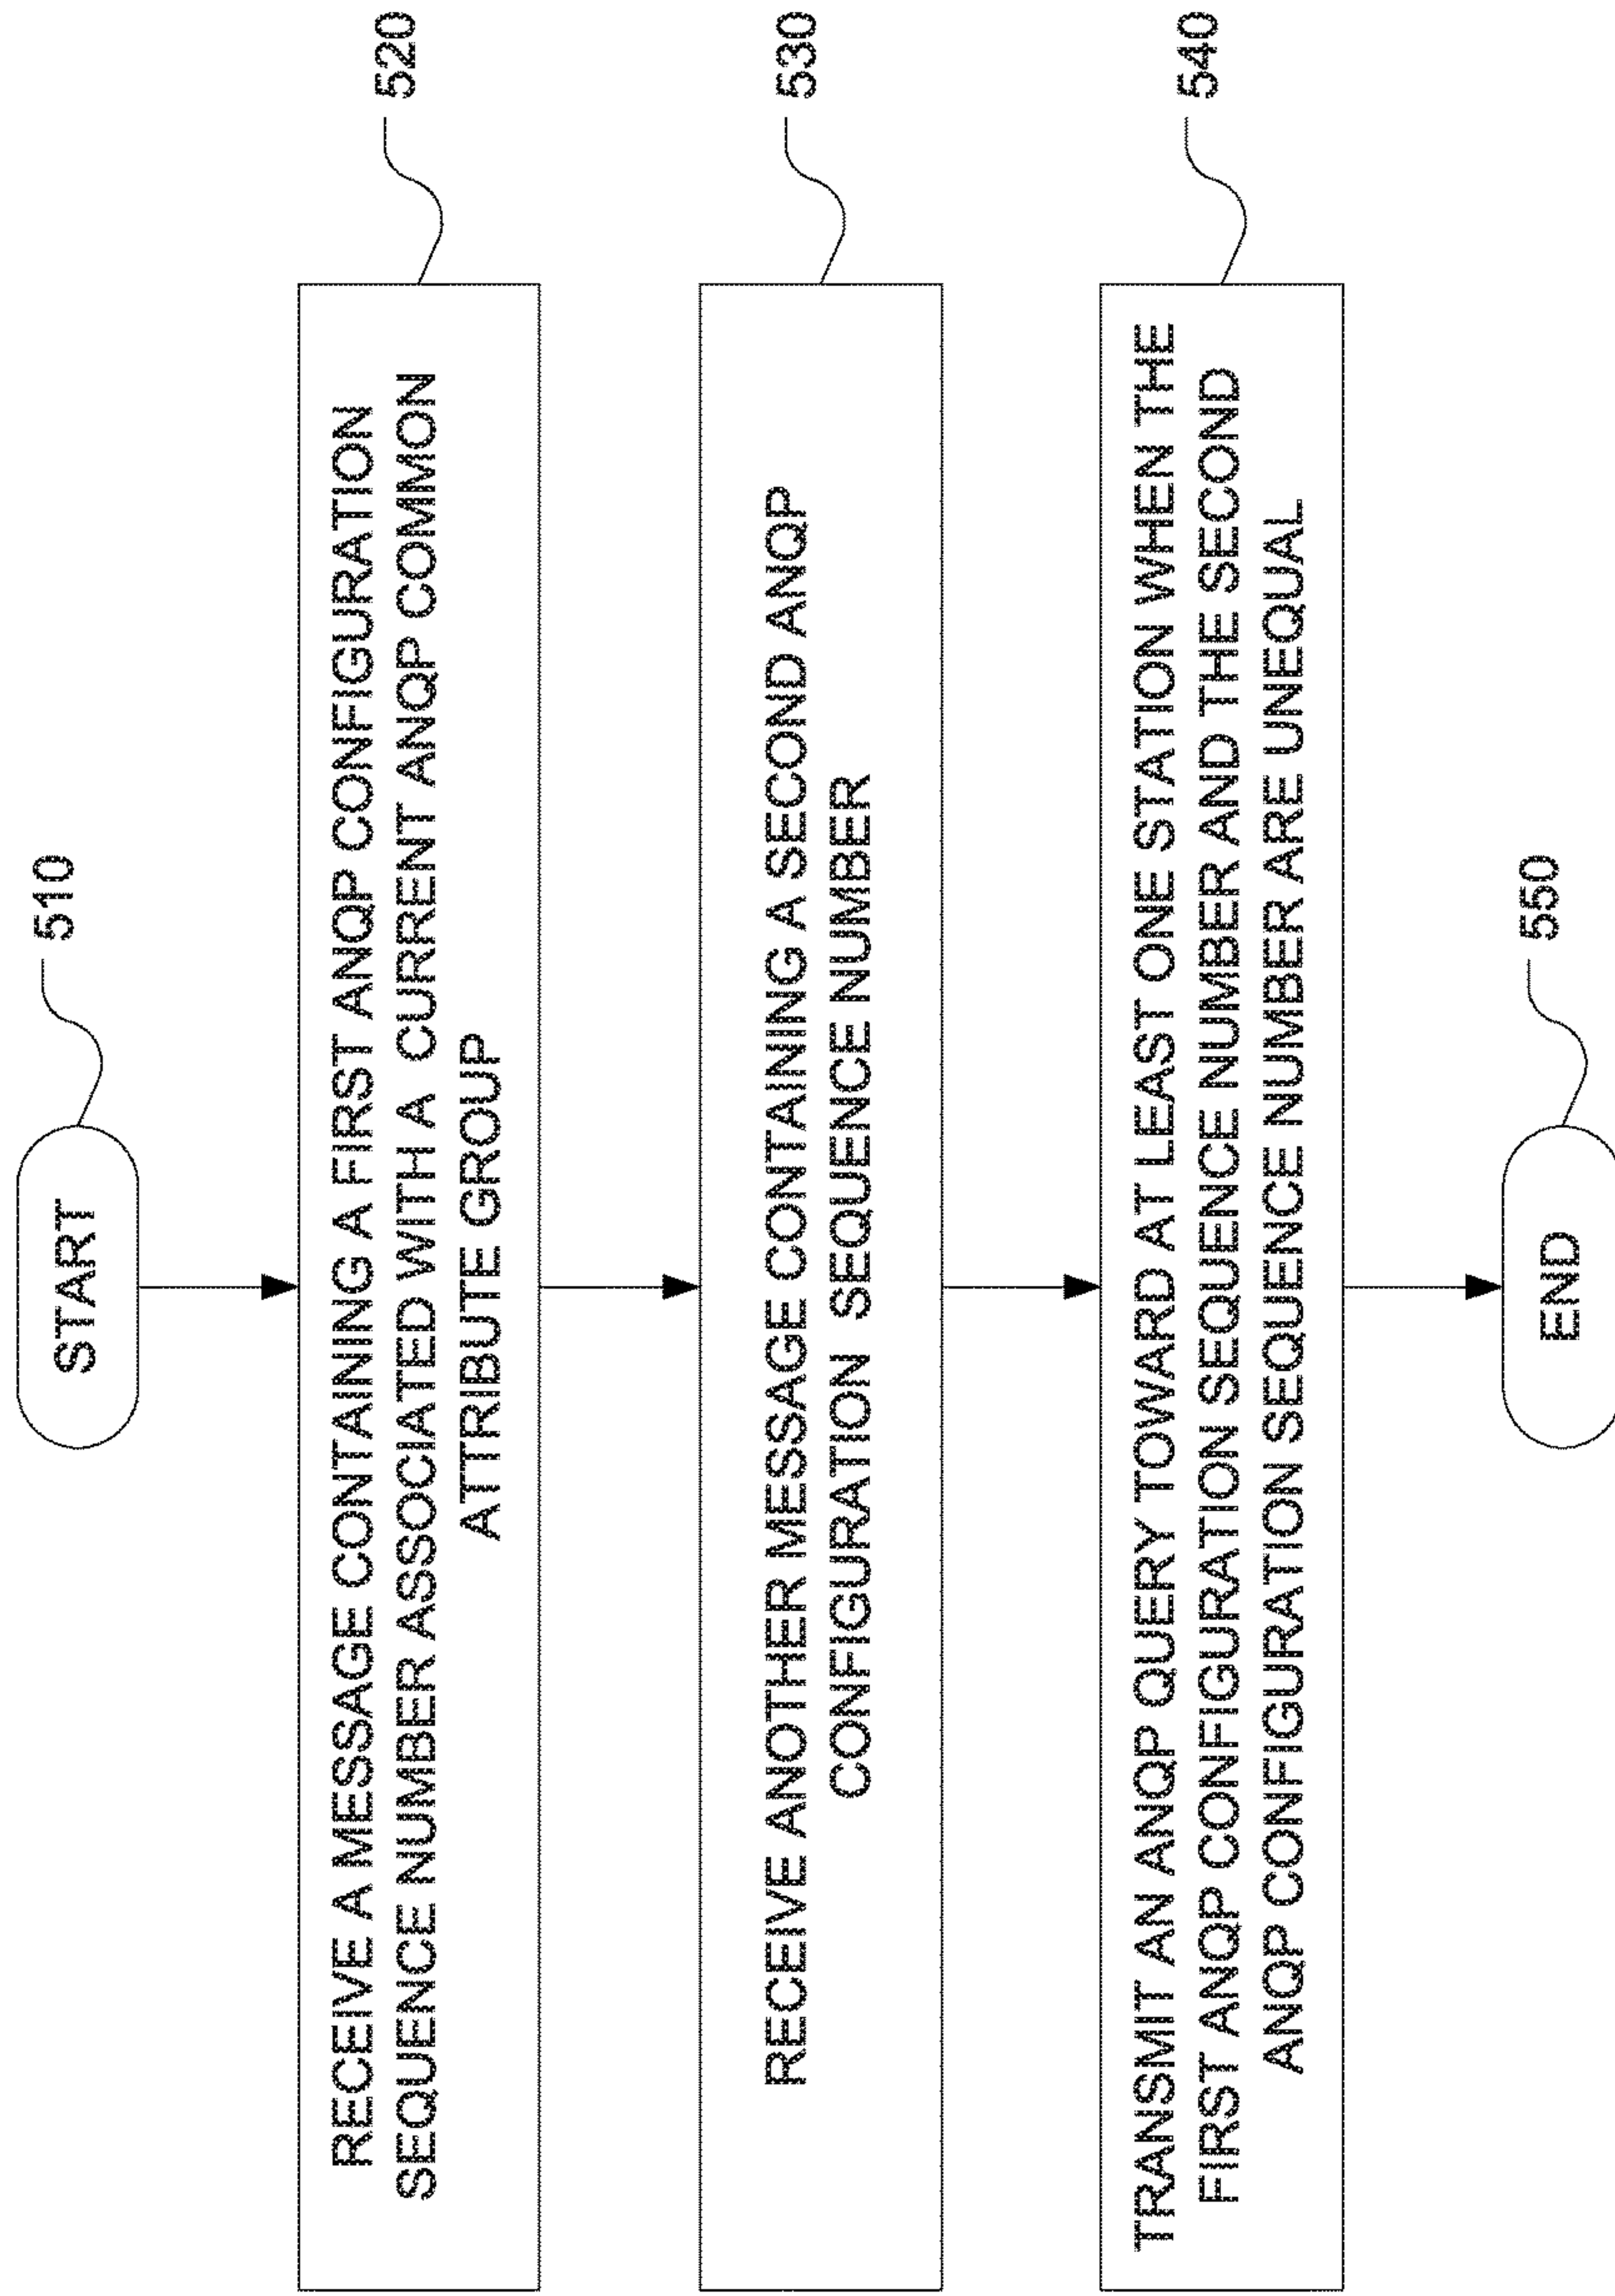 510
START
520
RECEIVE A MESSAGE CONTAINING A FIRST ANQP CONFIGURATION
SEQUENCE NUMBER ASSOCIATED WITH A CURRENT ANQP COMMON
ATTRIBUTE GROUP
530
RECEIVE ANOTHER MESSAGE CONTAINING A SECOND ANQP
CONFIGURATION SEQUENCE NUMBER
540
TRANSMIT AN ANQP QUERY TOWARD AT LEAST ONE STATION WHEN THE
FIRST ANQP CONFIGURATION SEQUENCE NUMBER AND THE SECOND
ANQP CONFIGURATION SEQUENCE NUMBER ARE UNEQUAL
550
END